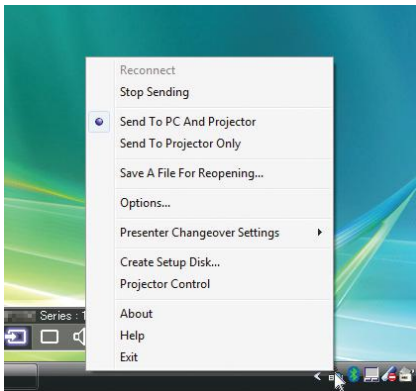 Reconnect
Stop Sending
Send To PC And Projector
Send To Projector Only
Save A File For Reopening...
Options...
Presenter Changeover Settings
Create Setup Disk...
Projector Control
About
Help
Exit
Series :